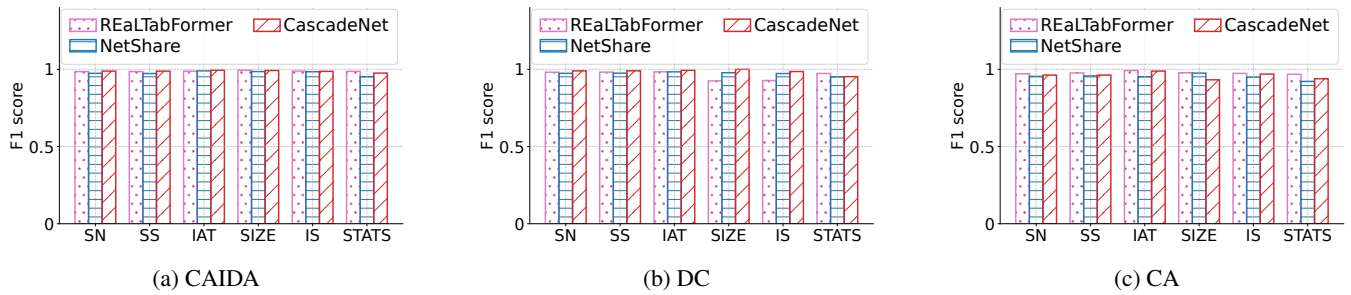 REaLTabFormer CascadeNet
NetShare
F1 score
1
0.5
0
SN SS IAT SIZE IS STATS
(a) CAIDA
REaLTabFormer CascadeNet
NetShare
F1 score
1
0.5
0
SN SS IAT SIZE IS STATS
(b) DC
REaLTabFormer CascadeNet
NetShare
F1 score
1
0.5
0
SN SS IAT SIZE IS STATS
(c) CA